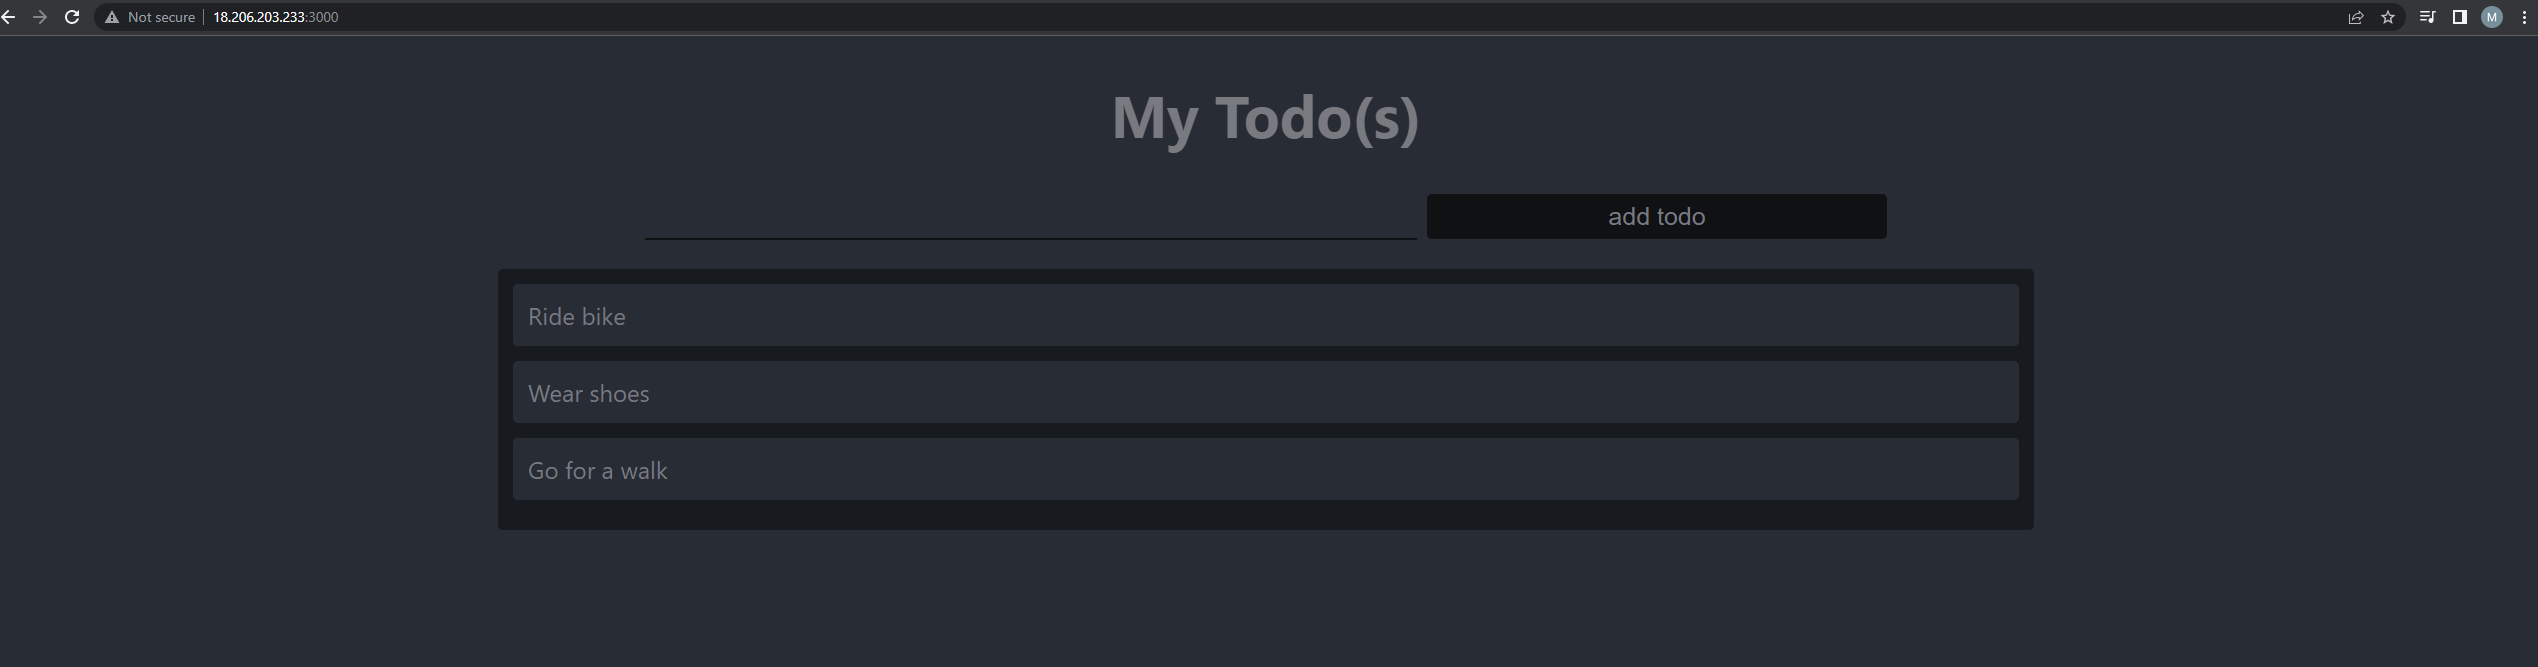 Not secure | 18.206.203.233:3000
M
My Todo(s)
add todo
Ride bike
Wear shoes
Go for a walk